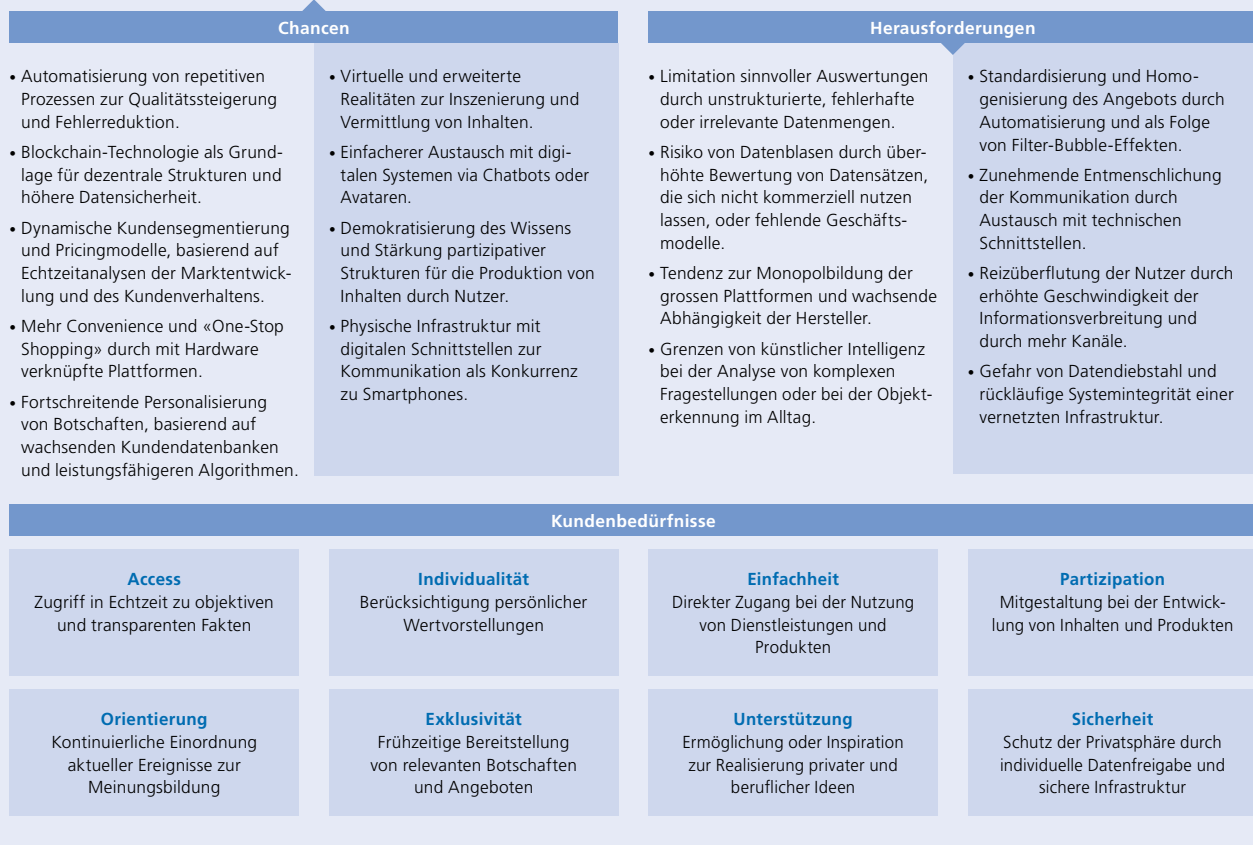 Chancen
• Automatisierung von repetitiven
Prozessen zur Qualitätssteigerung
und Fehlerreduktion.
• Blockchain-Technologie als Grund-
lage für dezentrale Strukturen und
höhere Datensicherheit.
• Dynamische Kundensegmentierung
und Pricingmodelle, basierend auf
Echtzeitanalysen der Marktentwick-
lung und des Kundenverhaltens.
• Mehr Convenience und «One-Stop
Shopping» durch mit Hardware
verknüpfte Plattformen.
• Fortschreitende Personalisierung
von Botschaften, basierend auf
wachsenden Kundendatenbanken
und leistungsfähigeren Algorithmen.
• Virtuelle und erweiterte
Realitäten zur Inszenierung und
Vermittlung von Inhalten.
• Einfacherer Austausch mit digi-
talen Systemen via Chatbots oder
Avataren.
• Demokratisierung des Wissens
und Stärkung partizipativer
Strukturen für die Produktion von
Inhalten durch Nutzer.
• Physische Infrastruktur mit
digitalen Schnittstellen zur
Kommunikation als Konkurrenz
zu Smartphones.
Herausforderungen
• Limitation sinnvoller Auswertungen
durch unstrukturierte, fehlerhafte
oder irrelevante Datenmengen.
• Risiko von Datenblasen durch über-
höhte Bewertung von Datensätzen,
die sich nicht kommerziell nutzen
lassen, oder fehlende Geschäfts-
modelle.
• Tendenz zur Monopolbildung der
grossen Plattformen und wachsende
Abhängigkeit der Hersteller.
• Grenzen von künstlicher Intelligenz
bei der Analyse von komplexen
Fragestellungen oder bei der Objekt-
erkennung im Alltag.
• Standardisierung und Homo-
genisierung des Angebots durch
Automatisierung und als Folge
von Filter-Bubble-Effekten.
• Zunehmende Entmenschlichung
der Kommunikation durch
Austausch mit technischen
Schnittstellen.
• Reizüberflutung der Nutzer durch
erhöhte Geschwindigkeit der
Informationsverbreitung und
durch mehr Kanäle.
• Gefahr von Datendiebstahl und
rückläufige Systemintegrität einer
vernetzten Infrastruktur.
Kundenbedürfnisse
Access
Zugriff in Echtzeit zu objektiven
und transparenten Fakten
Individualität
Berücksichtigung persönlicher
Wertvorstellungen
Einfachheit
Direkter Zugang bei der Nutzung
von Dienstleistungen und
Produkten
Partizipation
Mitgestaltung bei der Entwick-
lung von Inhalten und Produkten
Orientierung
Kontinuierliche Einordnung
aktueller Ereignisse zur
Meinungsbildung
Exklusivität
Frühzeitige Bereitstellung
von relevanten Botschaften
und Angeboten
Unterstützung
Ermöglichung oder Inspiration
zur Realisierung privater und
beruflicher Ideen
Sicherheit
Schutz der Privatsphäre durch
individuelle Datenfreigabe und
sichere Infrastruktur